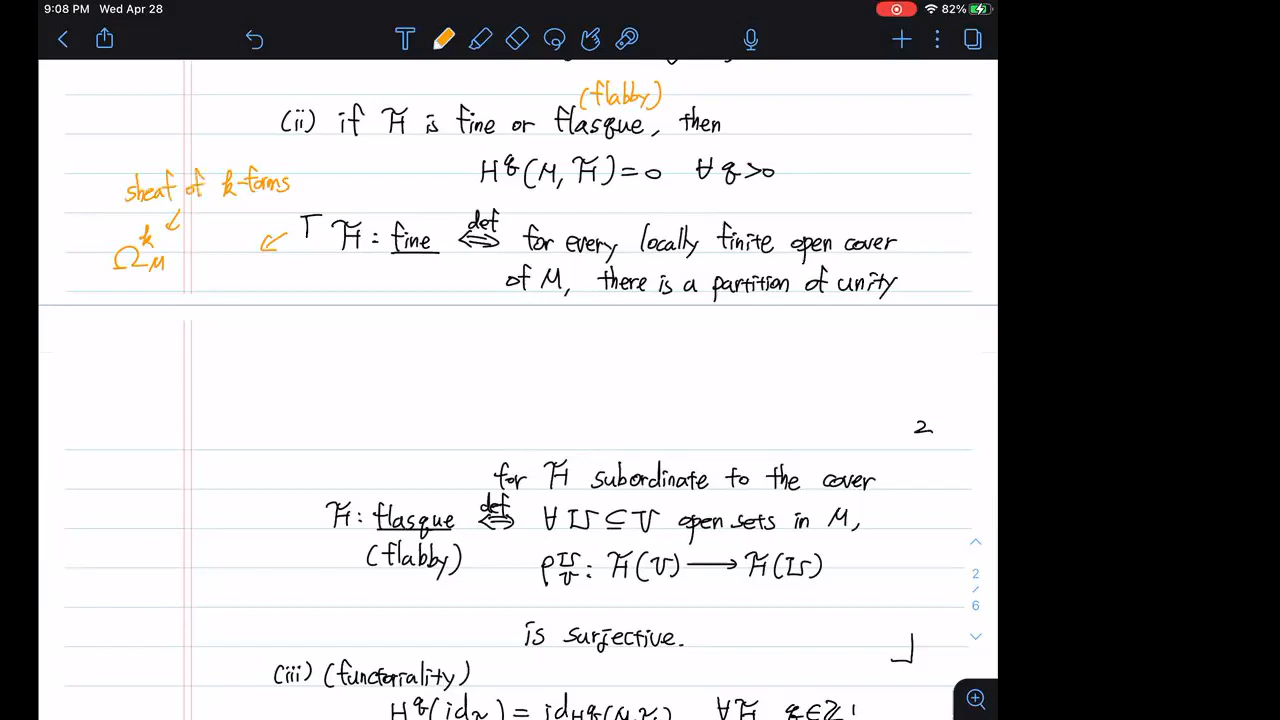 9:08 PM Wed Apr 28
82%
(flabby)
(ii) if ℱ is fine or flasque, then
H^q(M, ℱ) = 0 ∀ q > 0
sheaf of k-forms
Ω^k_M
ℱ : fine ⇔ def for every locally finite open cover
of M, there is a partition of unity
2
for ℱ subordinate to the cover
ℱ : flasque ⇔ def ∀ U ⊆ V open sets in M,
(flabby)
ρ^U_V : ℱ(V) ⟶ ℱ(U)
2
/
6
is surjective.
(iii) (functoriality)